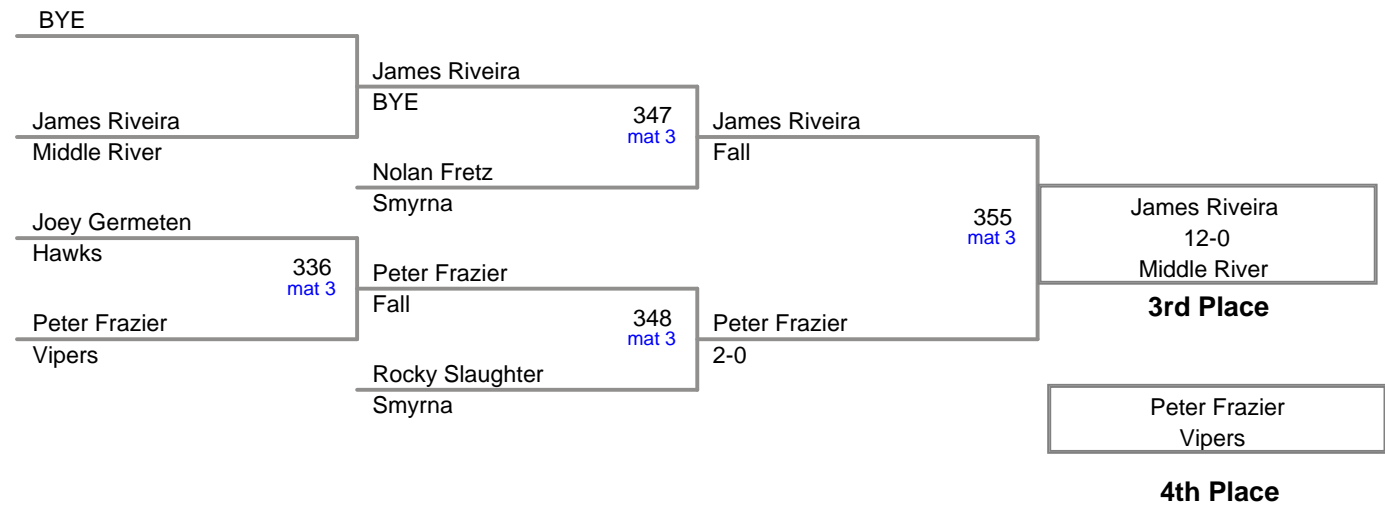 BYE
James Riveira
BYE
James Riveira
Middle River
347
mat 3
James Riveira
Fall
Nolan Fretz
Smyrna
Joey Germeten
Hawks
336
mat 3
Peter Frazier
Fall
Peter Frazier
Vipers
348
mat 3
Peter Frazier
2-0
Rocky Slaughter
Smyrna
355
mat 3
James Riveira
12-0
Middle River
3rd Place
Peter Frazier
Vipers
4th Place